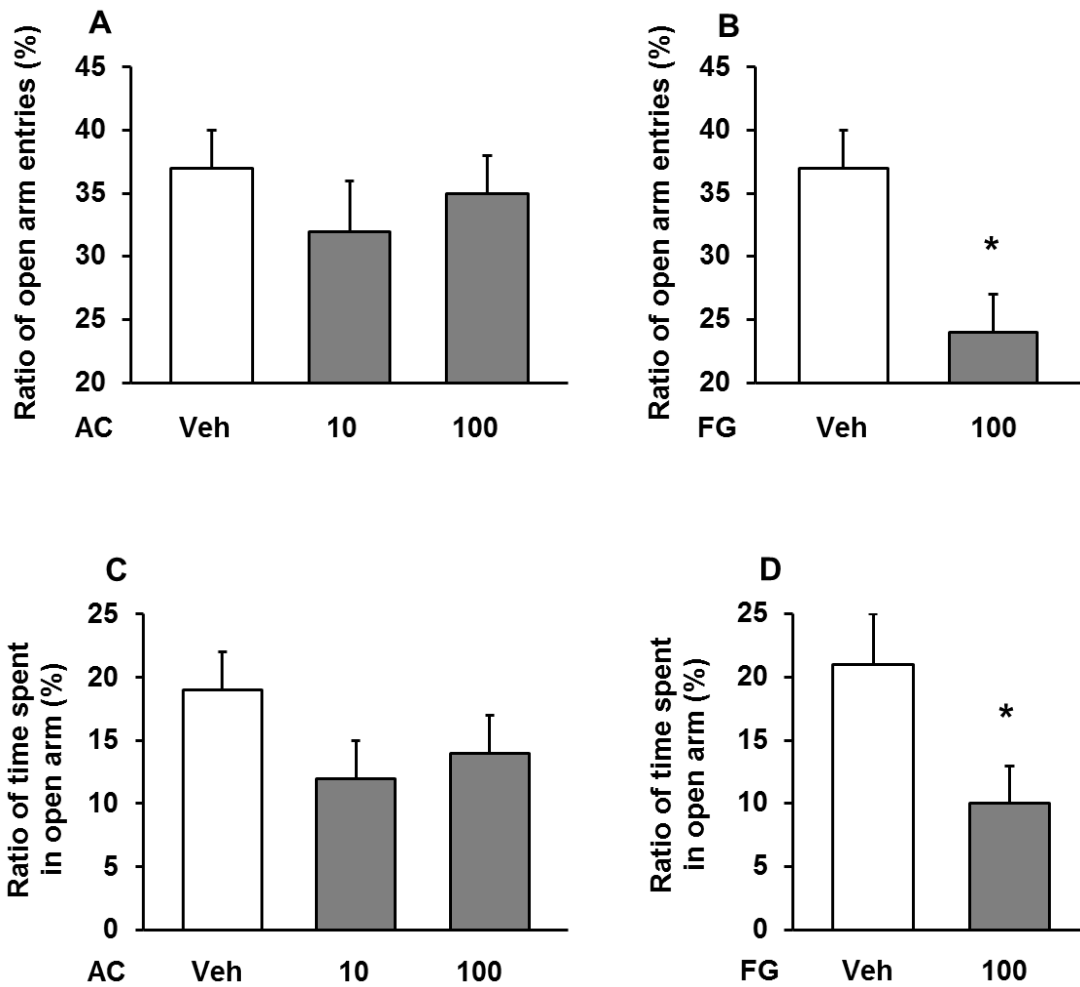 A
Ratio of open arm entries (%)
45
40
35
30
25
20
AC Veh 10 100
B
Ratio of open arm entries (%)
45
40
35
30
25
20
*
FG Veh 100
C
Ratio of time spent
in open arm (%)
25
20
15
10
5
0
AC Veh 10 100
D
Ratio of time spent
in open arm (%)
25
20
15
10
5
0
*
FG Veh 100